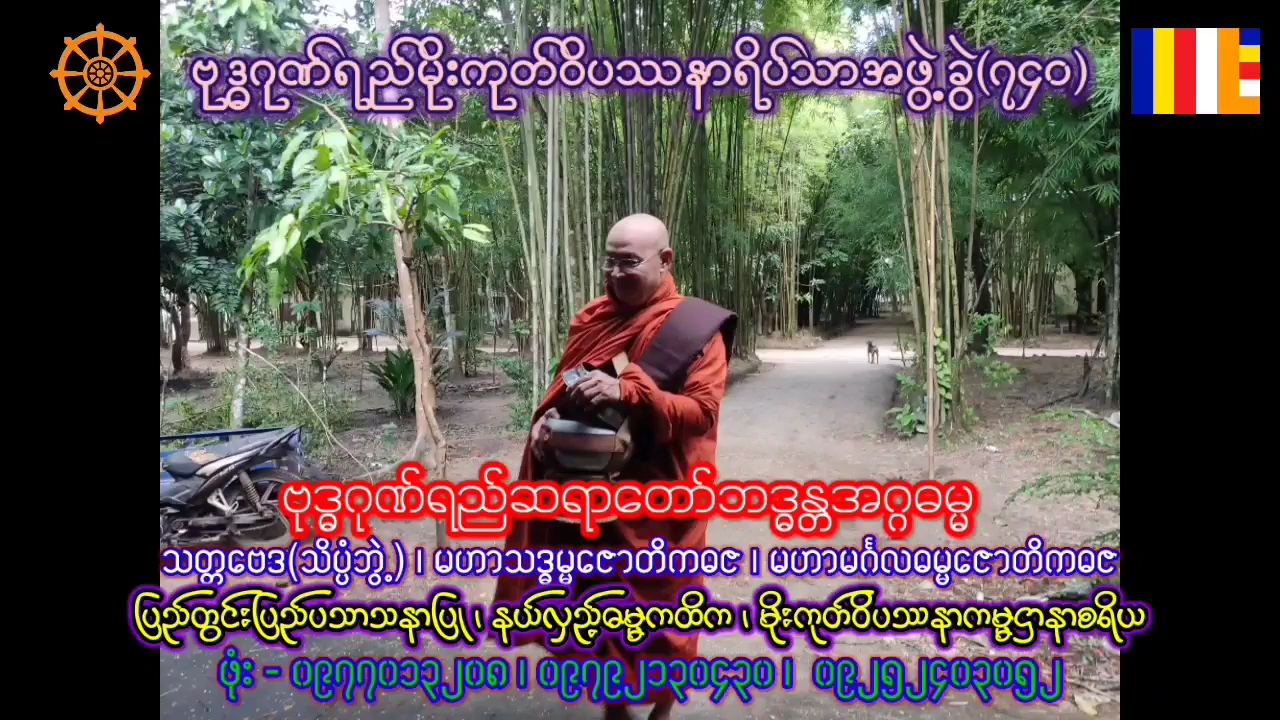 ဗုဒ္ဓဂုဏ်ရည်မိုးကုတ်ဝိပဿနာရိပ်သာအဖွဲ့ခွဲ(၇၄၀)
ဗုဒ္ဓဂုဏ်ရည်ဆရာတော်ဘဒ္ဒန္တအဂ္ဂဓမ္မ
သတ္တဗေဒ(သိပ္ပံဘွဲ့) ၊ မဟာသဒ္ဓမ္မဇောတိကဓဇ ၊ မဟာမင်္ဂလဓမ္မဇောတိကဓဇ
ပြည်တွင်းပြည်ပသာသနာပြု ၊ နယ်လှည့်ဓမ္မကထိက ၊ မိုးကုတ်ဝိပဿနာကမ္မဋ္ဌာနာစရိယ
ဖုံး - ၀၉၇၇၀၁၃၂၀၈ ၊ ၀၉၇၉၂၁၃၀၄၃၀ ၊ ၀၉၂၅၂၄၀၃၀၅၂